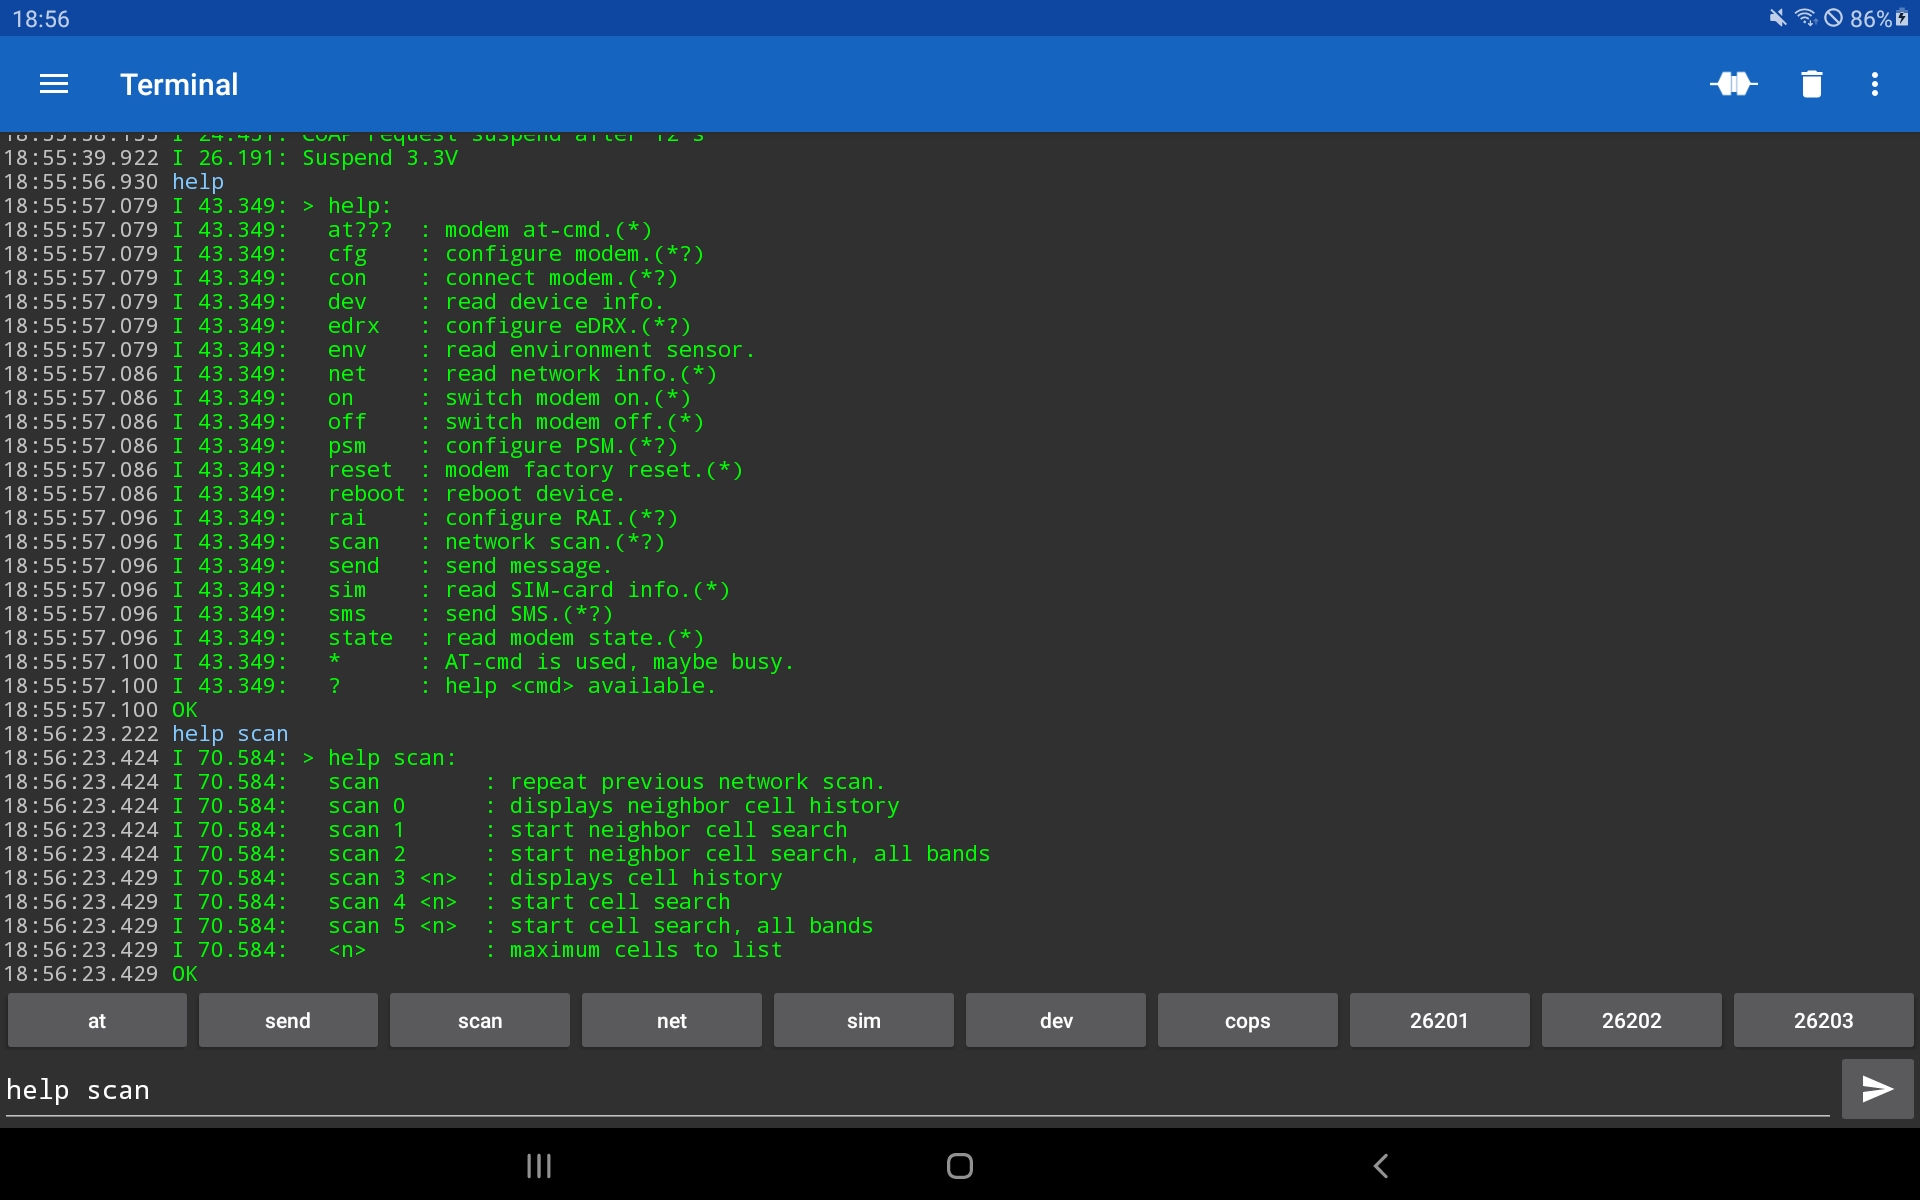 18:56
86%
Terminal
18:55:38.155 I 24.451: COAP request suspend after 12 s
18:55:39.922 I 26.191: Suspend 3.3V
18:55:56.930 help
18:55:57.079 I 43.349: > help:
18:55:57.079 I 43.349:   at???  : modem at-cmd.(*)
18:55:57.079 I 43.349:   cfg    : configure modem.(*?)
18:55:57.079 I 43.349:   con    : connect modem.(*?)
18:55:57.079 I 43.349:   dev    : read device info.
18:55:57.079 I 43.349:   edrx   : configure eDRX.(*?)
18:55:57.079 I 43.349:   env    : read environment sensor.
18:55:57.086 I 43.349:   net    : read network info.(*)
18:55:57.086 I 43.349:   on     : switch modem on.(*)
18:55:57.086 I 43.349:   off    : switch modem off.(*)
18:55:57.086 I 43.349:   psm    : configure PSM.(*?)
18:55:57.086 I 43.349:   reset  : modem factory reset.(*)
18:55:57.086 I 43.349:   reboot : reboot device.
18:55:57.096 I 43.349:   rai    : configure RAI.(*?)
18:55:57.096 I 43.349:   scan   : network scan.(*?)
18:55:57.096 I 43.349:   send   : send message.
18:55:57.096 I 43.349:   sim    : read SIM-card info.(*)
18:55:57.096 I 43.349:   sms    : send SMS.(*?)
18:55:57.096 I 43.349:   state  : read modem state.(*)
18:55:57.100 I 43.349:   *      : AT-cmd is used, maybe busy.
18:55:57.100 I 43.349:   ?      : help <cmd> available.
18:55:57.100 OK
18:56:23.222 help scan
18:56:23.424 I 70.584: > help scan:
18:56:23.424 I 70.584:   scan        : repeat previous network scan.
18:56:23.424 I 70.584:   scan 0      : displays neighbor cell history
18:56:23.424 I 70.584:   scan 1      : start neighbor cell search
18:56:23.424 I 70.584:   scan 2      : start neighbor cell search, all bands
18:56:23.429 I 70.584:   scan 3 <n>  : displays cell history
18:56:23.429 I 70.584:   scan 4 <n>  : start cell search
18:56:23.429 I 70.584:   scan 5 <n>  : start cell search, all bands
18:56:23.429 I 70.584:   <n>         : maximum cells to list
18:56:23.429 OK
at send scan net sim dev cops 26201 26202 26203
help scan